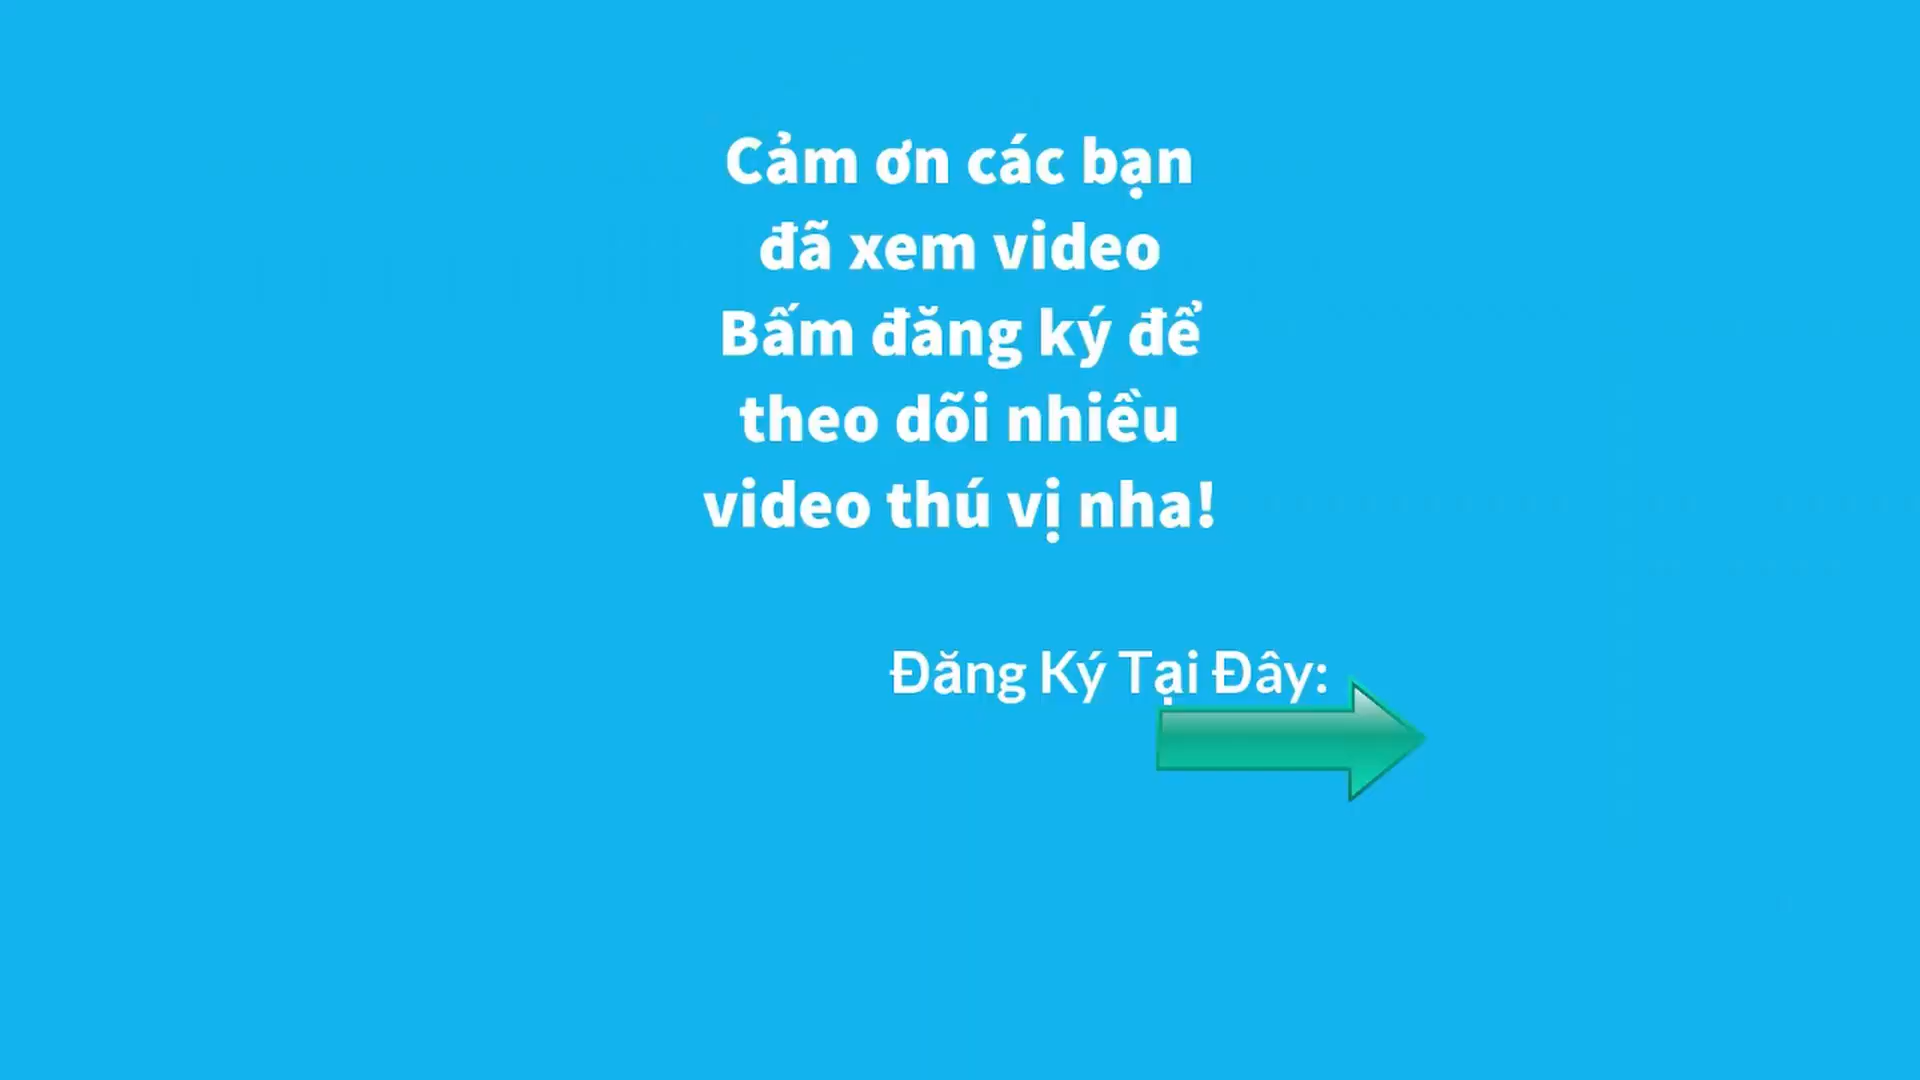 Cảm ơn các bạn
đã xem video
Bấm đăng ký để
theo dõi nhiều
video thú vị nha!
Đăng Ký Tại Đây: